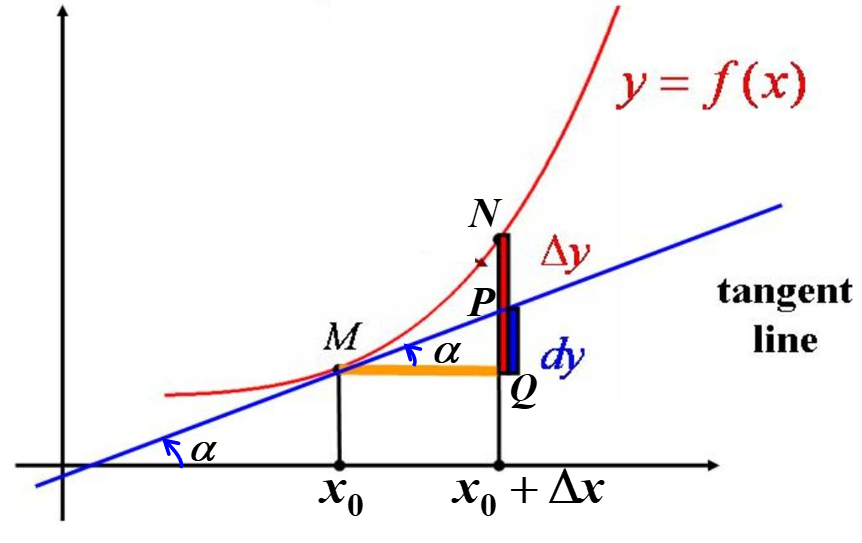 y = f(x)
N
Δy
P
tangent
line
M
α
dy
Q
α
x₀
x₀ + Δx